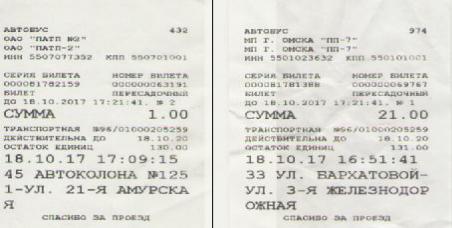 АВТОБУС 432
ОАО "ПАТП №2"
ОАО "ПАТП-2"
ИНН 5507077352 КПП 550701001
СЕРИЯ БИЛЕТА НОМЕР БИЛЕТА
000081782159 000000063191
БИЛЕТ ПЕРЕСАДОЧНЫЙ
ДО 18.10.2017 17:21:41. № 2
СУММА 1.00
ТРАНСПОРТНАЯ №96/01000205259
ДЕЙСТВИТЕЛЬНА ДО 18.10.20
ОСТАТОК ЕДИНИЦ 130.00
18.10.17 17:09:15
45 АВТОКОЛОНА №125
1-УЛ. 21-Я АМУРСКА
Я
СПАСИБО ЗА ПРОЕЗД
АВТОБУС 974
МП Г. ОМСКА "ПП-7"
МП Г. ОМСКА "ПП-7"
ИНН 5501023632 КПП 550101001
СЕРИЯ БИЛЕТА НОМЕР БИЛЕТА
000081781388 000000069767
БИЛЕТ ПЕРЕСАДОЧНЫЙ
ДО 18.10.2017 17:21:41. № 1
СУММА 21.00
ТРАНСПОРТНАЯ №96/01000205259
ДЕЙСТВИТЕЛЬНА ДО 18.10.20
ОСТАТОК ЕДИНИЦ 131.00
18.10.17 16:51:41
33 УЛ. БАРХАТОВОЙ-
УЛ. 3-Я ЖЕЛЕЗНОДОР
ОЖНАЯ
СПАСИБО ЗА ПРОЕЗД